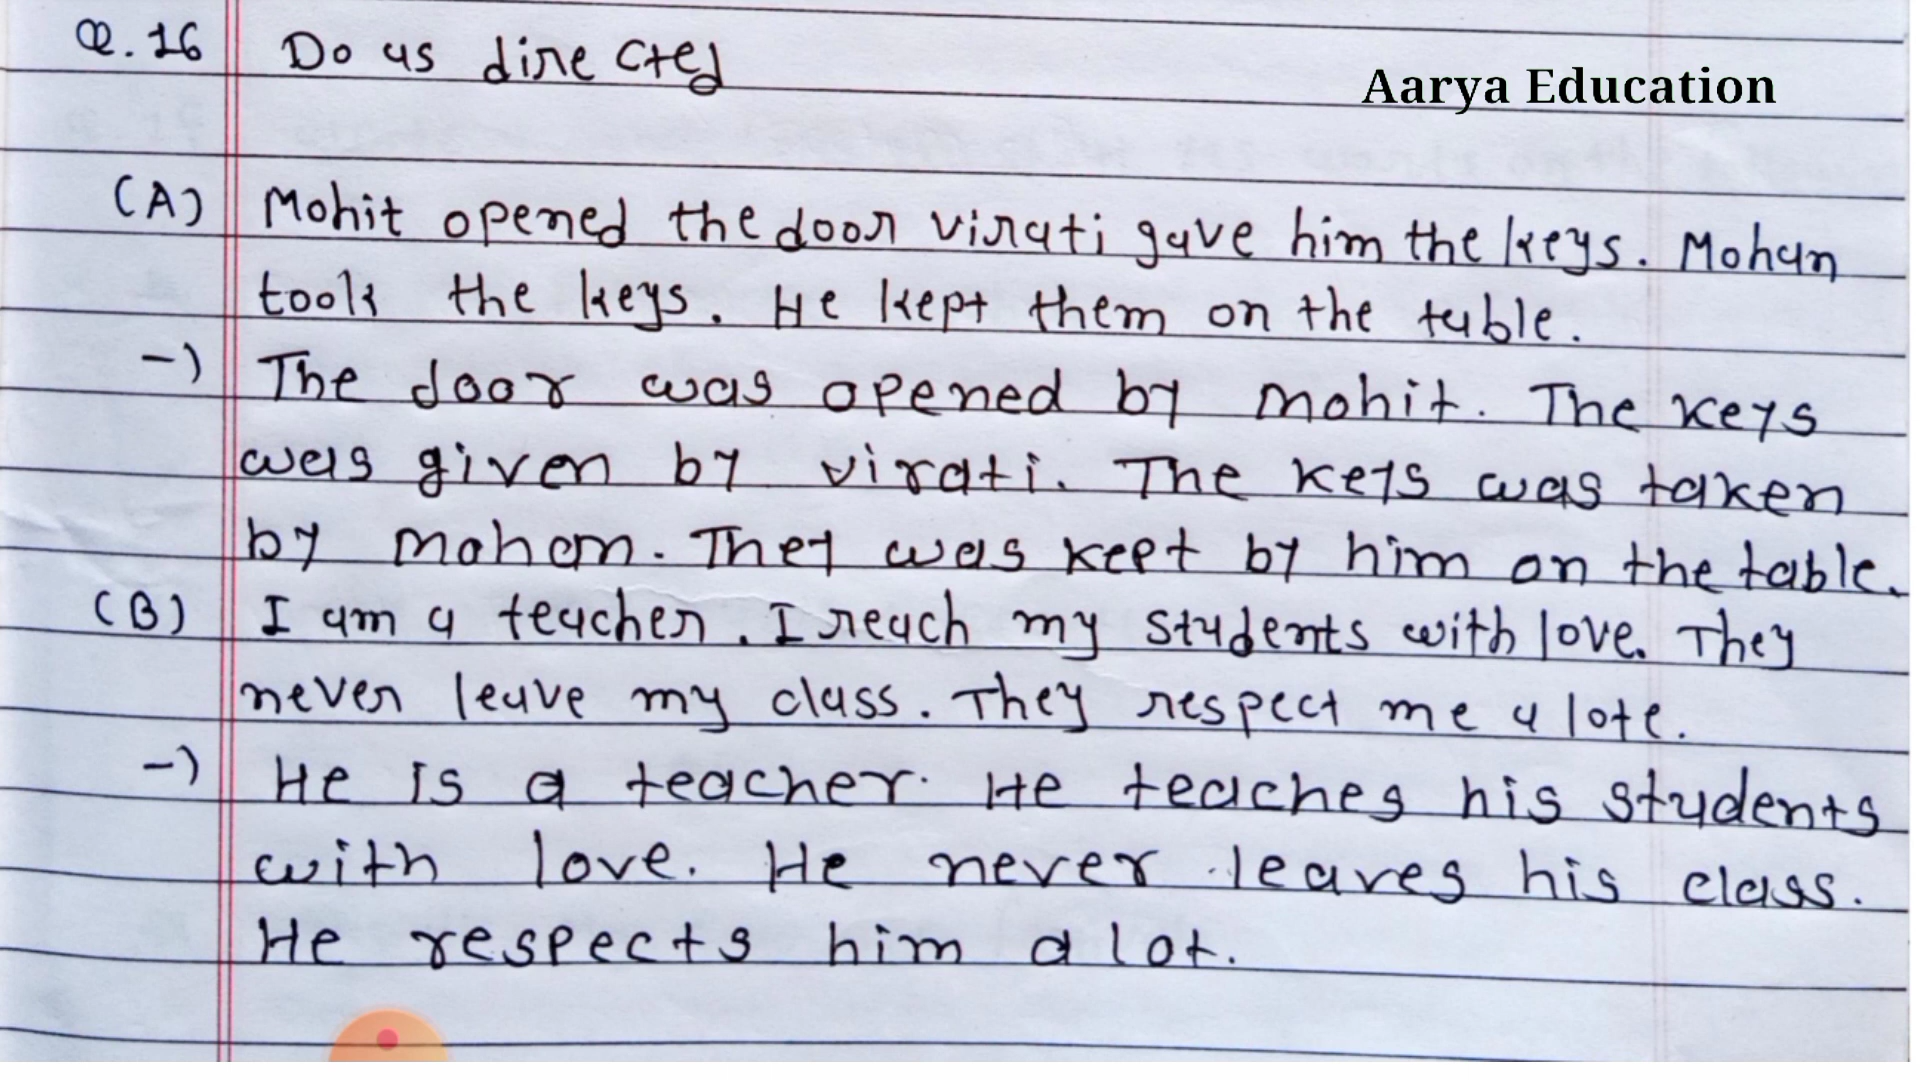 Q.16 Do as directed
Aarya Education
(A) Mohit opened the door virati gave him the keys. Mohan
took the keys. He kept them on the table.
-) The door was opened by Mohit. The keys
was given by virati. The keys was taken
by mohan. They was kept by him on the table.
(B) I am a teacher. I reach my students with love. They
never leave my class. They respect me a lote.
-) He is a teacher. He teaches his students
with love. He never leaves his class.
He respects him a lot.